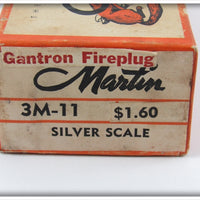 Gantron Fireplug
Martin
3M-11 $1.60
SILVER SCALE